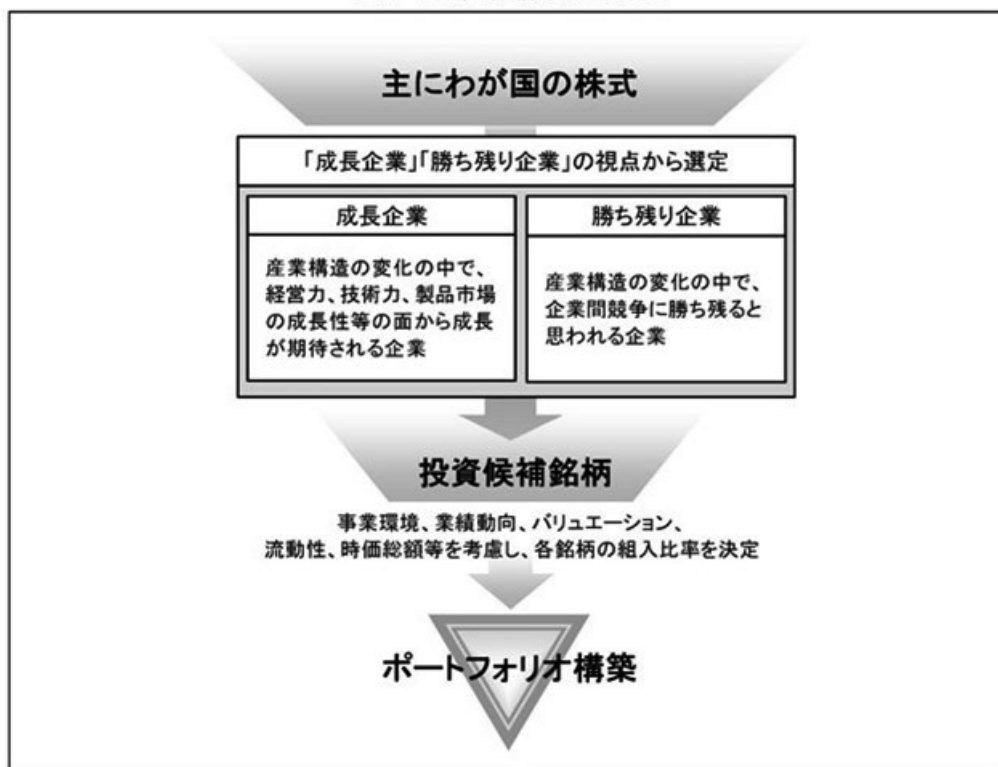 主にわが国の株式
「成長企業」「勝ち残り企業」の視点から選定
成長企業
産業構造の変化の中で、
経営力、技術力、製品市場
の成長性等の面から成長
が期待される企業
勝ち残り企業
産業構造の変化の中で、
企業間競争に勝ち残ると
思われる企業
投資候補銘柄
事業環境、業績動向、バリュエーション、
流動性、時価総額等を考慮し、各銘柄の組入比率を決定
ポートフォリオ構築